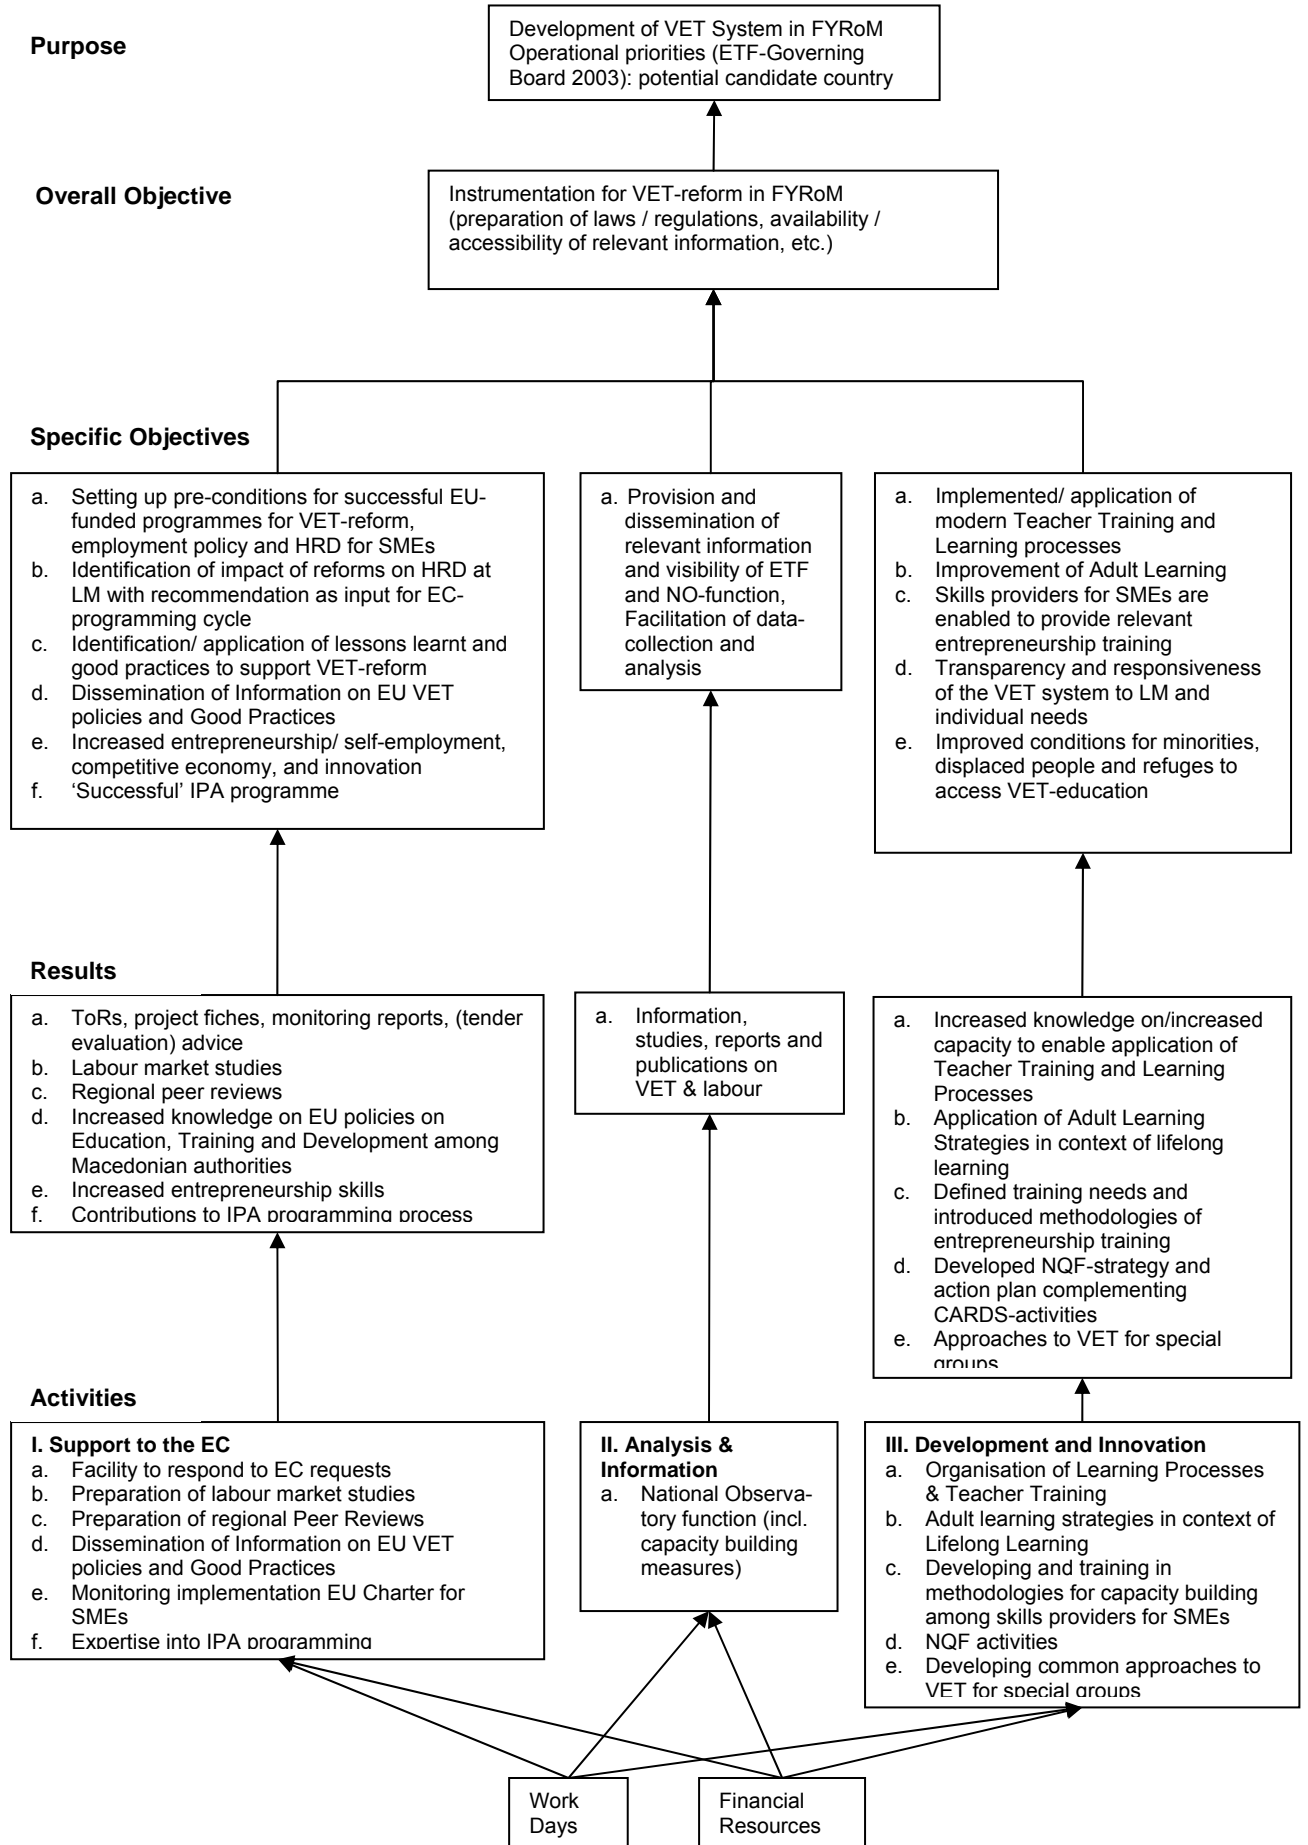 Purpose
Development of VET System in FYRoM
Operational priorities (ETF-Governing
Board 2003): potential candidate country
Overall Objective
Instrumentation for VET-reform in FYRoM
(preparation of laws / regulations, availability /
accessibility of relevant information, etc.)
Specific Objectives
a. Setting up pre-conditions for successful EU-
funded programmes for VET-reform,
employment policy and HRD for SMEs
b. Identification of impact of reforms on HRD at
LM with recommendation as input for EC-
programming cycle
c. Identification/ application of lessons learnt and
good practices to support VET-reform
d. Dissemination of Information on EU VET
policies and Good Practices
e. Increased entrepreneurship/ self-employment,
competitive economy, and innovation
f. ‘Successful’ IPA programme
a. Provision and
dissemination of
relevant information
and visibility of ETF
and NO-function,
Facilitation of data-
collection and
analysis
a. Implemented/ application of
modern Teacher Training and
Learning processes
b. Improvement of Adult Learning
c. Skills providers for SMEs are
enabled to provide relevant
entrepreneurship training
d. Transparency and responsiveness
of the VET system to LM and
individual needs
e. Improved conditions for minorities,
displaced people and refuges to
access VET-education
Results
a. ToRs, project fiches, monitoring reports, (tender
evaluation) advice
b. Labour market studies
c. Regional peer reviews
d. Increased knowledge on EU policies on
Education, Training and Development among
Macedonian authorities
e. Increased entrepreneurship skills
f. Contributions to IPA programming process
a. Information,
studies, reports and
publications on
VET & labour
a. Increased knowledge on/increased
capacity to enable application of
Teacher Training and Learning
Processes
b. Application of Adult Learning
Strategies in context of lifelong
learning
c. Defined training needs and
introduced methodologies of
entrepreneurship training
d. Developed NQF-strategy and
action plan complementing
CARDS-activities
e. Approaches to VET for special
groups
Activities
I. Support to the EC
a. Facility to respond to EC requests
b. Preparation of labour market studies
c. Preparation of regional Peer Reviews
d. Dissemination of Information on EU VET
policies and Good Practices
e. Monitoring implementation EU Charter for
SMEs
f. Expertise into IPA programming
II. Analysis &
Information
a. National Observa-
tory function (incl.
capacity building
measures)
III. Development and Innovation
a. Organisation of Learning Processes
& Teacher Training
b. Adult learning strategies in context of
Lifelong Learning
c. Developing and training in
methodologies for capacity building
among skills providers for SMEs
d. NQF activities
e. Developing common approaches to
VET for special groups
Work
Days
Financial
Resources